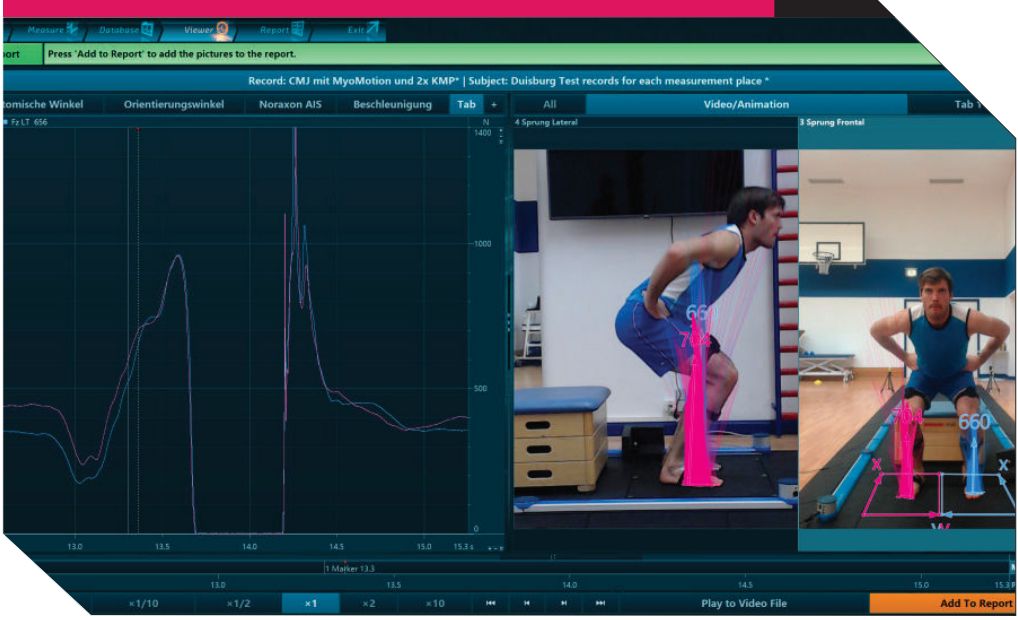 Measure Database Viewer Report Exit
ort Press 'Add to Report' to add the pictures to the report.
Record: CMJ mit MyoMotion und 2x KMP* | Subject: Duisburg Test records for each measurement place *
tomische Winkel Orientierungswinkel Noraxon AIS Beschleunigung Tab + All Video/Animation Tab 1
Fz LT 656 N 4 Sprung Lateral 3 Sprung Frontal
1400
1000
660
704
704 660
500
X X
0
13.0 13.5 14.0 14.5 15.0 15.3 s
1 Marker 13.3
13.0 13.5 14.0 14.5 15.0 15.3
×1/10 ×1/2 ×1 ×2 ×10 Play to Video File Add To Report